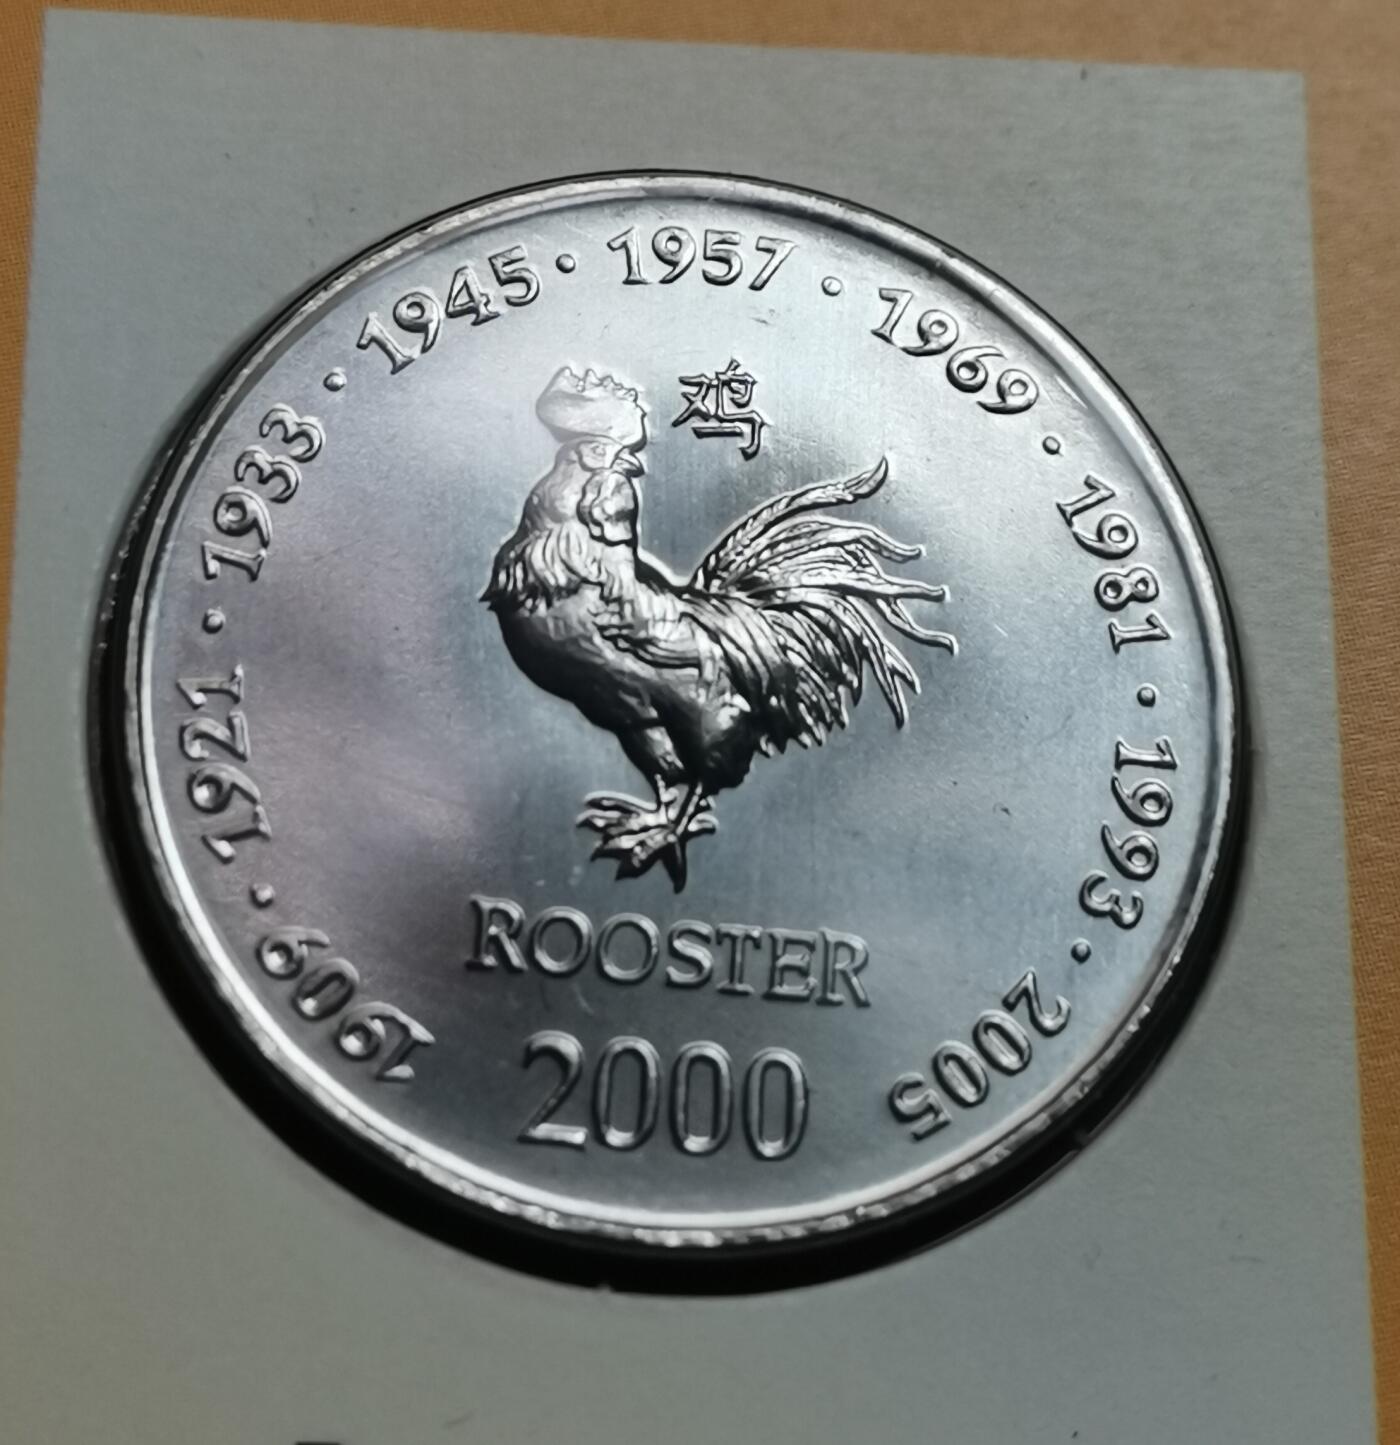 1909 · 1921 · 1933 · 1945 · 1957 · 1969 · 1981 · 1993 · 2005
鸡
ROOSTER
2000